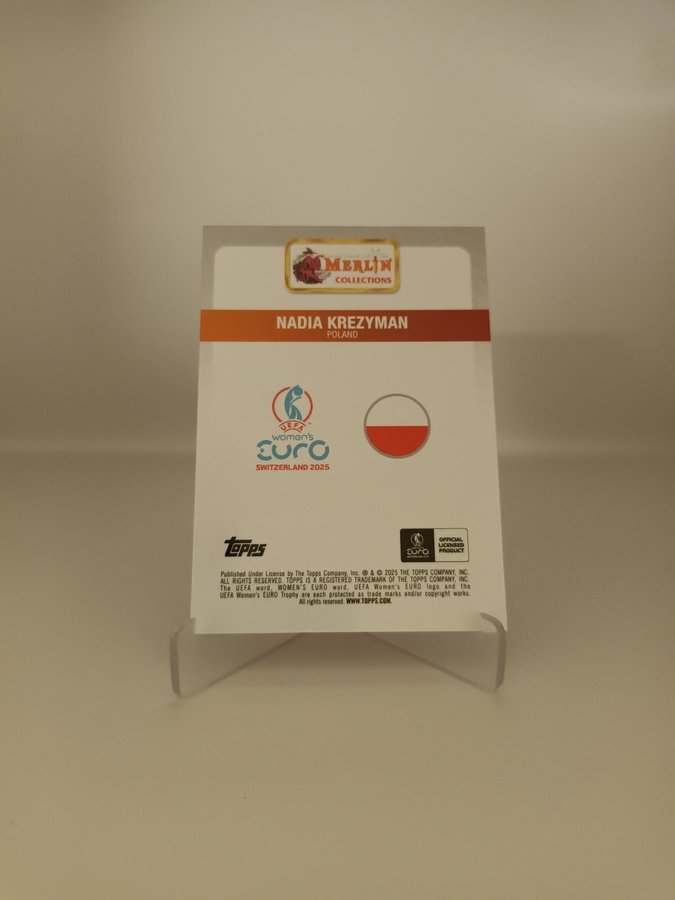 MERLIN
COLLECTIONS
NADIA KREZYMAN
POLAND
UEFA
women's
EURO
SWITZERLAND 2025
topps
EURO
OFFICIAL
LICENSED
PRODUCT
Published Under License by The Topps Company, Inc. ® & © 2025 THE TOPPS COMPANY, INC.
ALL RIGHTS RESERVED. TOPPS IS A REGISTERED TRADEMARK OF THE TOPPS COMPANY, INC.
The UEFA word, WOMEN'S EURO word, UEFA Women's EURO logo and the
UEFA Women's EURO Trophy are each protected as trade marks and/or copyright works.
All rights reserved. WWW.TOPPS.COM.